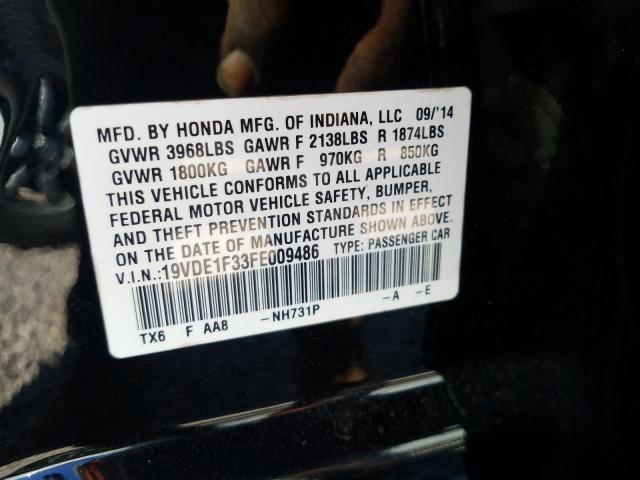 MFD. BY HONDA MFG. OF INDIANA, LLC 09/'14
GVWR 3968LBS GAWR F 2138LBS R 1874LBS
GVWR 1800KG GAWR F 970KG R 850KG
THIS VEHICLE CONFORMS TO ALL APPLICABLE
FEDERAL MOTOR VEHICLE SAFETY, BUMPER,
AND THEFT PREVENTION STANDARDS IN EFFECT
ON THE DATE OF MANUFACTURE SHOWN ABOVE.
V.I.N.:19VDE1F33FE009486 TYPE: PASSENGER CAR
TX6 F AA8 -NH731P -A -E